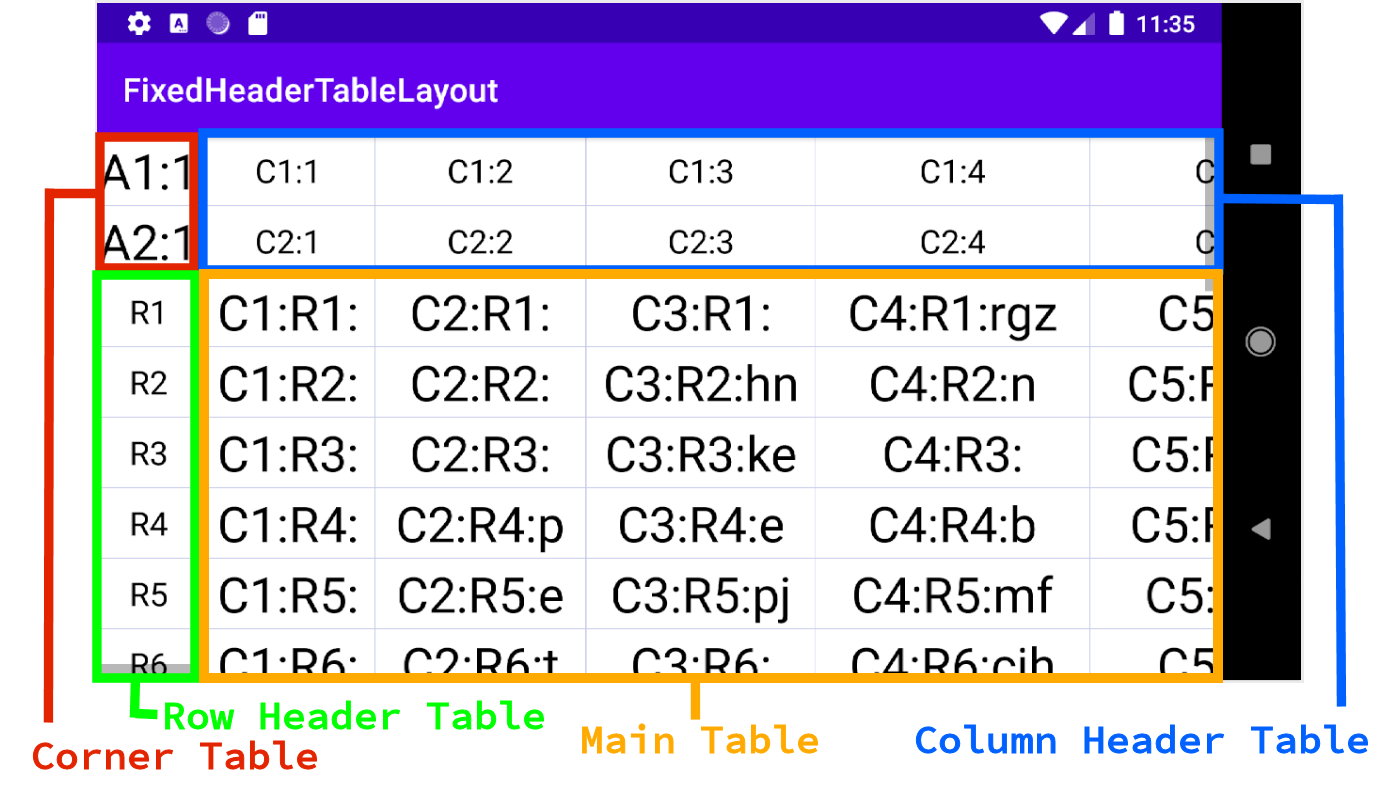 A 11:35
FixedHeaderTableLayout
A1:1 C1:1 C1:2 C1:3 C1:4 C
A2:1 C2:1 C2:2 C2:3 C2:4 C
R1 C1:R1: C2:R1: C3:R1: C4:R1:rgz C5
R2 C1:R2: C2:R2: C3:R2:hn C4:R2:n C5:R
R3 C1:R3: C2:R3: C3:R3:ke C4:R3: C5:R
R4 C1:R4: C2:R4:p C3:R4:e C4:R4:b C5:R
R5 C1:R5: C2:R5:e C3:R5:pj C4:R5:mf C5:
R6 C1:R6: C2:R6:t C3:R6: C4:R6:cih C5
Row Header Table
Corner Table
Main Table
Column Header Table